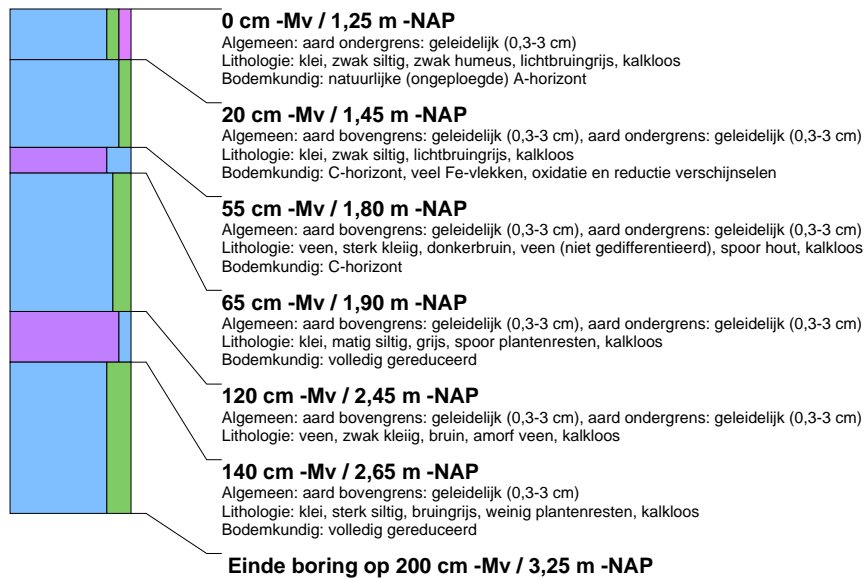 0 cm -Mv / 1,25 m -NAP
Algemeen: aard ondergrens: geleidelijk (0,3-3 cm)
Lithologie: klei, zwak siltig, zwak humeus, lichtbruingrijs, kalkloos
Bodemkundig: natuurlijke (ongeploegde) A-horizont
20 cm -Mv / 1,45 m -NAP
Algemeen: aard bovengrens: geleidelijk (0,3-3 cm), aard ondergrens: geleidelijk (0,3-3 cm)
Lithologie: klei, zwak siltig, lichtbruingrijs, kalkloos
Bodemkundig: C-horizont, veel Fe-vlekken, oxidatie en reductie verschijnselen
55 cm -Mv / 1,80 m -NAP
Algemeen: aard bovengrens: geleidelijk (0,3-3 cm), aard ondergrens: geleidelijk (0,3-3 cm)
Lithologie: veen, sterk kleiig, donkerbruin, veen (niet gedifferentieerd), spoor hout, kalkloos
Bodemkundig: C-horizont
65 cm -Mv / 1,90 m -NAP
Algemeen: aard bovengrens: geleidelijk (0,3-3 cm), aard ondergrens: geleidelijk (0,3-3 cm)
Lithologie: klei, matig siltig, grijs, spoor plantenresten, kalkloos
Bodemkundig: volledig gereduceerd
120 cm -Mv / 2,45 m -NAP
Algemeen: aard bovengrens: geleidelijk (0,3-3 cm), aard ondergrens: geleidelijk (0,3-3 cm)
Lithologie: veen, zwak kleiig, bruin, amorf veen, kalkloos
140 cm -Mv / 2,65 m -NAP
Algemeen: aard bovengrens: geleidelijk (0,3-3 cm)
Lithologie: klei, sterk siltig, bruingrijs, weinig plantenresten, kalkloos
Bodemkundig: volledig gereduceerd
Einde boring op 200 cm -Mv / 3,25 m -NAP